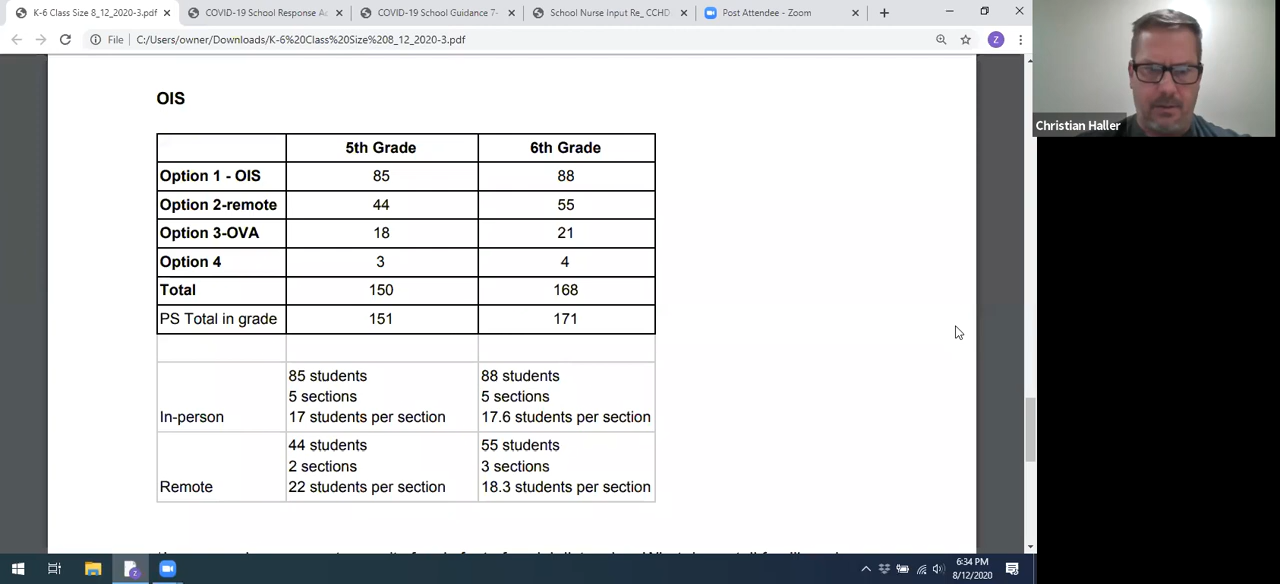 K-6 Class Size 8_12_2020-3.pdf
COVID-19 School Response Ac
COVID-19 School Guidance 7-
School Nurse Input Re_ CCHD
Post Attendee - Zoom
File C:/Users/owner/Downloads/K-6%20Class%20Size%208_12_2020-3.pdf
Z
Christian Haller
OIS
5th Grade 6th Grade
Option 1 - OIS 85 88
Option 2-remote 44 55
Option 3-OVA 18 21
Option 4 3 4
Total 150 168
PS Total in grade 151 171
85 students 88 students
5 sections 5 sections
In-person 17 students per section 17.6 students per section
44 students 55 students
2 sections 3 sections
Remote 22 students per section 18.3 students per section
6:34 PM
8/12/2020